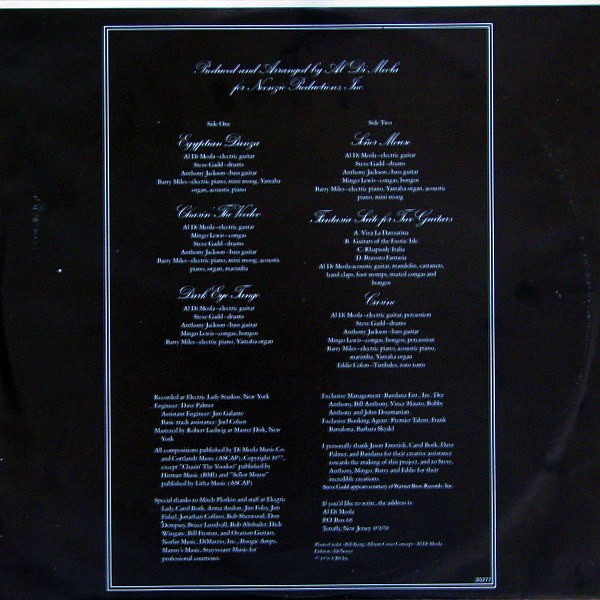 Produced and Arranged by Al Di Meola
for Neonzio Productions, Inc.
Side One
Egyptian Danza
Al Di Meola–electric guitar
Steve Gadd–drums
Anthony Jackson–bass guitar
Barry Miles–electric piano, mini moog, Yamaha
organ, acoustic piano
Chasin' The Voodoo
Al Di Meola–electric guitar
Mingo Lewis–congas
Steve Gadd–drums
Anthony Jackson–bass guitar
Barry Miles–electric piano, mini moog, acoustic
piano, organ, marimba
Dark Eye Tango
Al Di Meola–electric guitar
Steve Gadd–drums
Anthony Jackson–bass guitar
Mingo Lewis–congas, bongos
Barry Miles–electric piano, Yamaha organ
Recorded at Electric Lady Studios, New York
Engineer: Dave Palmer
Assistant Engineer: Jim Galante
Basic track assistance: Joel Cohen
Mastered by Robert Ludwig at Master Disk, New
York
All compositions published by Di Meola Music Co.
and Cortlandt Music (ASCAP), Copyright 1977,
except "Chasin' The Voodoo" published by
Hitman Music (BMI) and "Señor Mouse"
published by Litha Music (ASCAP)
Special thanks to Mitch Plotkin and staff at Electric
Lady, Carol Bork, Anna Avalon, Jim Foley, Jim
Fishel, Jonathan Coffino, Bob Sherwood, Don
Dempsey, Bruce Lundvall, Bob Altshuler, Dick
Wingate, Bill Freston, and Ovation Guitars,
Norlin Music, DiMarzio, Inc., Boogie Amps,
Manny's Music, Stuyvesant Music for
professional courtesies.
Side Two
Señor Mouse
Al Di Meola–electric guitar
Steve Gadd–drums
Anthony Jackson–bass guitar
Mingo Lewis–congas, bongos
Barry Miles–electric piano, Yamaha organ, acoustic
piano, mini moog
Fantasia Suite for Two Guitars
A. Viva La Danzarina
B. Guitars of the Exotic Isle
C. Rhapsody Italia
D. Bravoto Fantasia
Al Di Meola–acoustic guitar, mandolin, castanets,
hand claps, foot stomps, muted congas and
bongos
Casino
Al Di Meola–electric guitar, percussion
Steve Gadd–drums
Anthony Jackson–bass guitar
Mingo Lewis–congas, bongos, percussion
Barry Miles–electric piano, acoustic piano,
marimba, Yamaha organ
Eddie Colon–Timbales, roto toms
Exclusive Management: Bandana Ent., Inc. Dee
Anthony, Bill Anthony, Vince Mauro, Bobby
Anthony and John Doumanian.
Exclusive Booking Agent: Premier Talent, Frank
Barsalona, Barbara Skydel
I personally thank Jason Emerick, Carol Bork, Dave
Palmer, and Bandana for their creative assistance
towards the making of this project, and to Steve,
Anthony, Mingo, Barry and Eddie for their
incredible creations.
Steve Gadd appears courtesy of Warner Bros. Records, Inc.
If you'd like to write, the address is:
Al Di Meola
P.O. Box 68
Tenafly, New Jersey 07670
35277